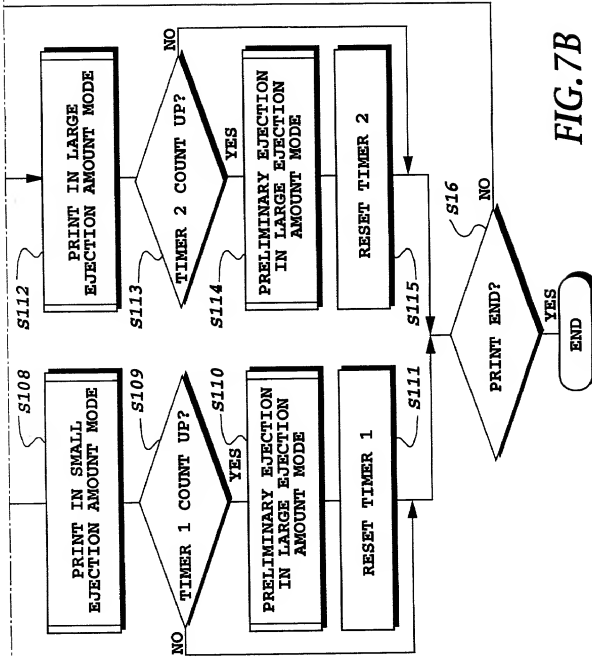 S108
PRINT IN SMALL
EJECTION AMOUNT MODE
S109
TIMER 1 COUNT UP?
NO
YES
S110
PRELIMINARY EJECTION
IN LARGE EJECTION
AMOUNT MODE
S111
RESET TIMER 1
S112
PRINT IN LARGE
EJECTION AMOUNT MODE
S113
TIMER 2 COUNT UP?
NO
YES
S114
PRELIMINARY EJECTION
IN LARGE EJECTION
AMOUNT MODE
S115
RESET TIMER 2
S16
PRINT END?
NO
YES
END
FIG.7B